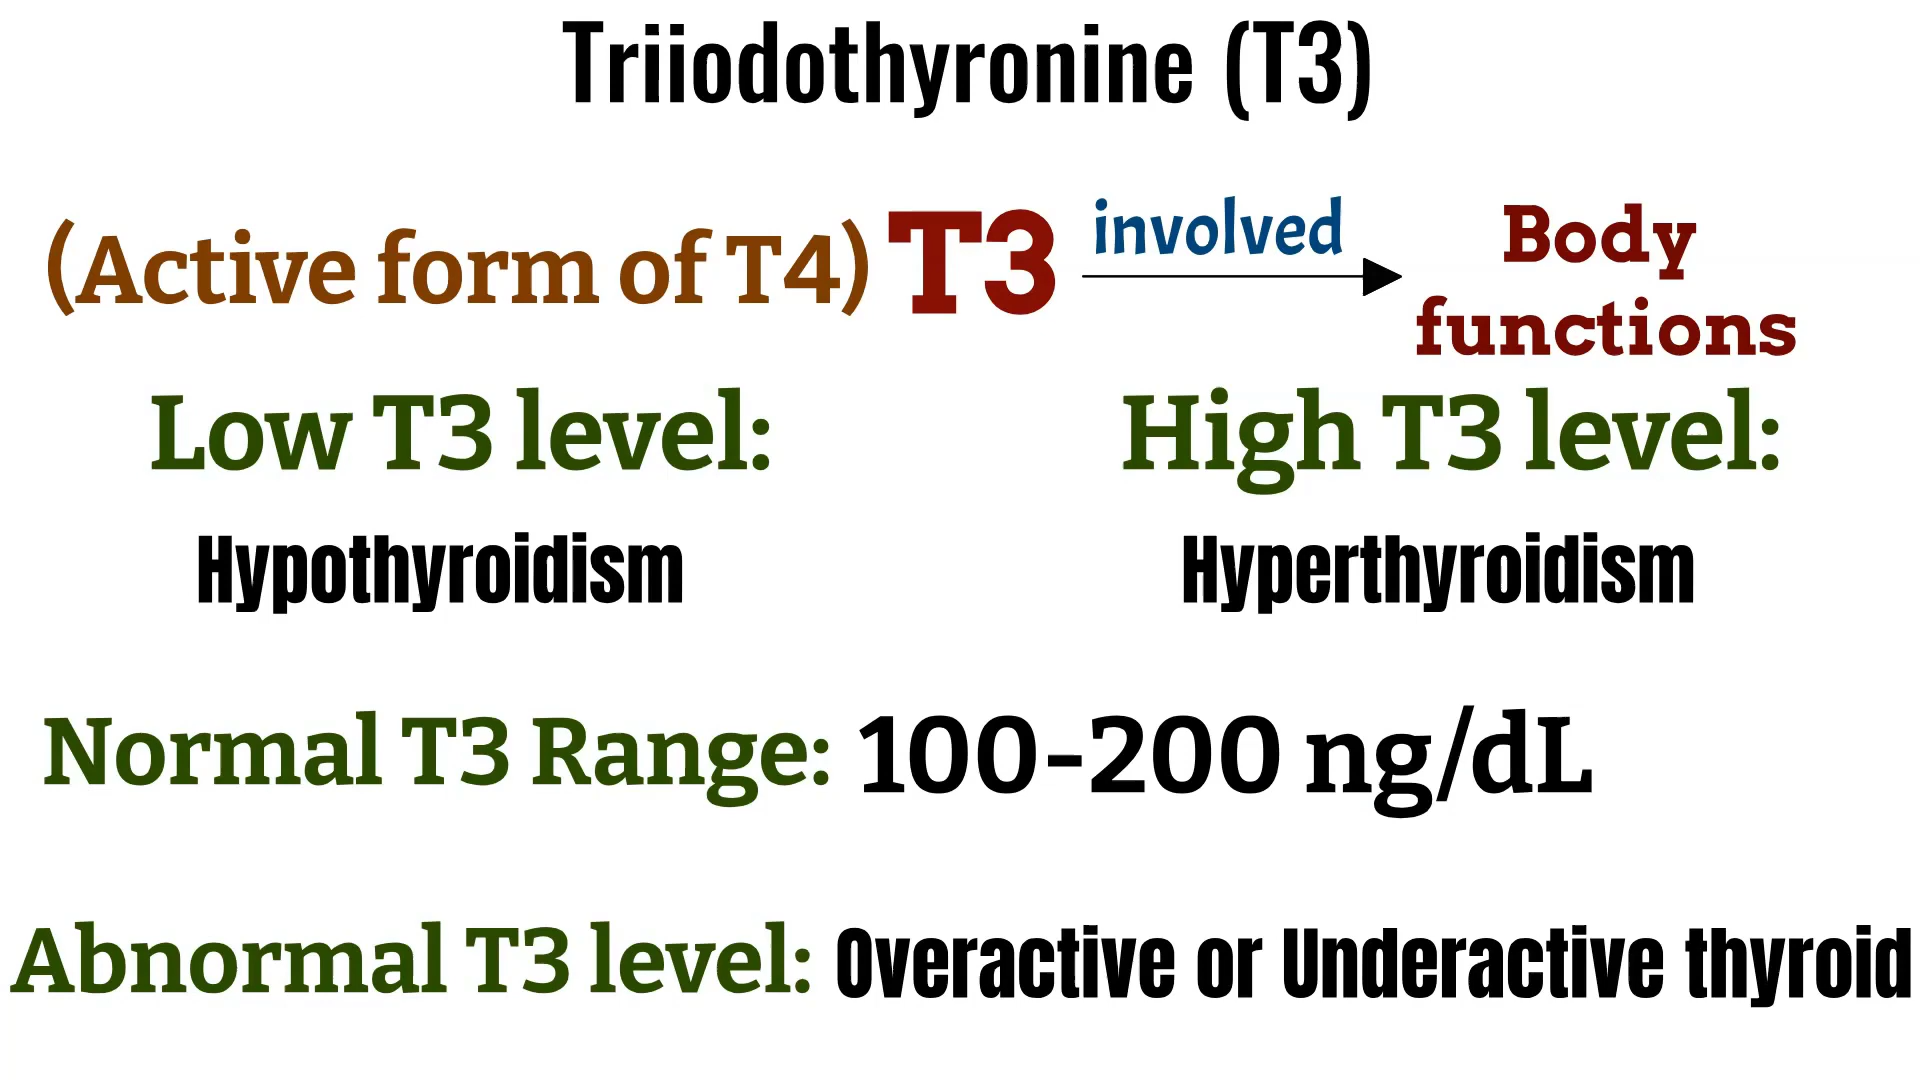 Triiodothyronine (T3)
(Active form of T4) T3 involved Body
functions
Low T3 level: High T3 level:
Hypothyroidism Hyperthyroidism
Normal T3 Range: 100-200 ng/dL
Abnormal T3 level: Overactive or Underactive thyroid